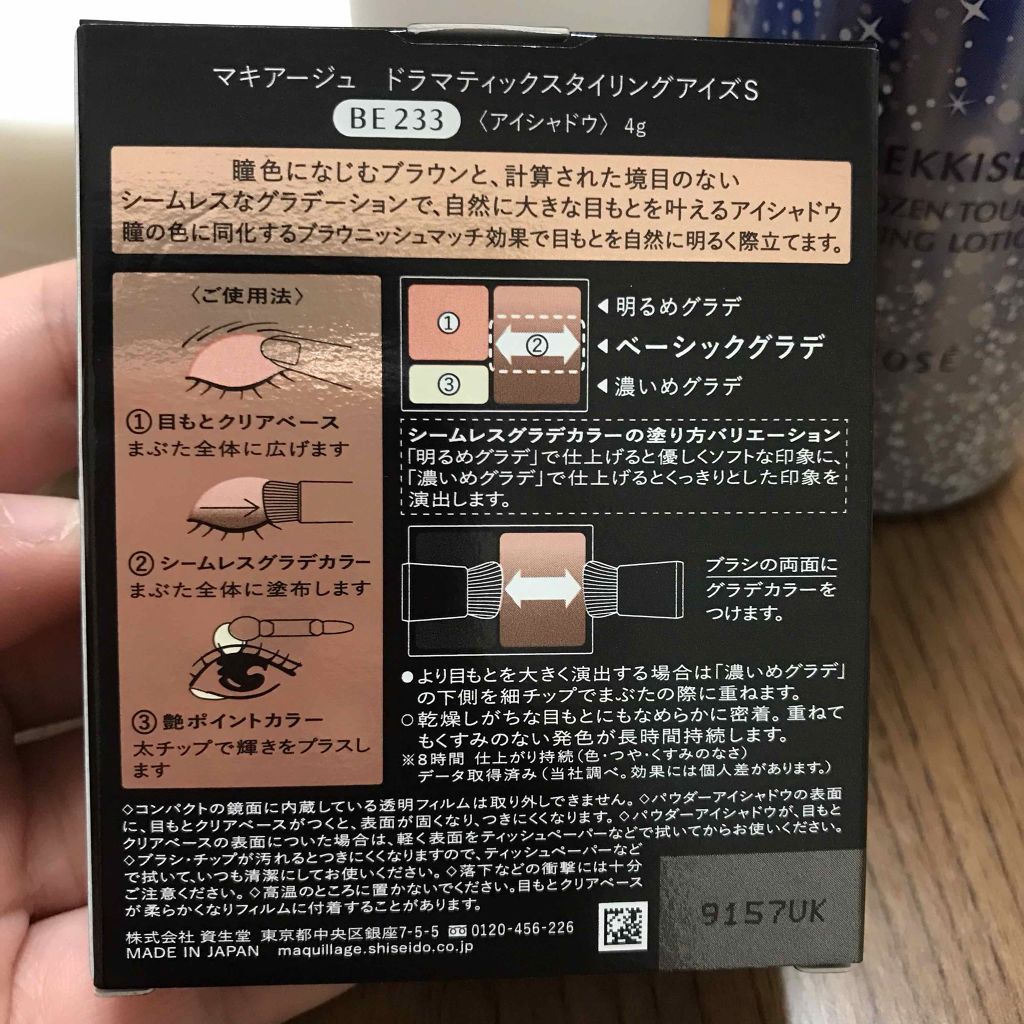 マキアージュ　ドラマティックスタイリングアイズS
BE 233 〈アイシャドウ〉 4g
瞳色になじむブラウンと、計算された境目のない
シームレスなグラデーションで、自然に大きな目もとを叶えるアイシャドウ
瞳の色に同化するブラウニッシュマッチ効果で目もとを自然に明るく際立てます。
〈ご使用法〉
①目もとクリアベース
まぶた全体に広げます
②シームレスグラデカラー
まぶた全体に塗布します
③艶ポイントカラー
太チップで輝きをプラスし
ます
①
②
③
◀明るめグラデ
◀ベーシックグラデ
◀濃いめグラデ
シームレスグラデカラーの塗り方バリエーション
「明るめグラデ」で仕上げると優しくソフトな印象に、
「濃いめグラデ」で仕上げるとくっきりとした印象を
演出します。
ブラシの両面に
グラデカラーを
つけます。
●より目もとを大きく演出する場合は「濃いめグラデ」
の下側を細チップでまぶたの際に重ねます。
○乾燥しがちな目もとにもなめらかに密着。重ねて
もくすみのない発色が長時間持続します。
※8時間 仕上がり持続（色・つや・くすみのなさ）
データ取得済み（当社調べ。効果には個人差があります。）
◇コンパクトの鏡面に内蔵している透明フィルムは取り外しできません。◇パウダーアイシャドウの表面
に、目もとクリアベースがつくと、表面が固くなり、つきにくくなります。◇パウダーアイシャドウが、目もと
クリアベースの表面についた場合は、軽く表面をティッシュペーパーなどで拭いてからお使いください。
◇ブラシ・チップが汚れるとつきにくくなりますので、ティッシュペーパーなど
で拭いて、いつも清潔にしてお使いください。◇落下などの衝撃には十分
ご注意ください。◇高温のところに置かないでください。目もとクリアベース
が柔らかくなりフィルムに付着することがあります。
株式会社 資生堂 東京都中央区銀座7-5-5 0120-456-226
MADE IN JAPAN maquillage.shiseido.co.jp
9157UK
EKKISE
OZEN TOUC
ING LOTIO
OSÉ